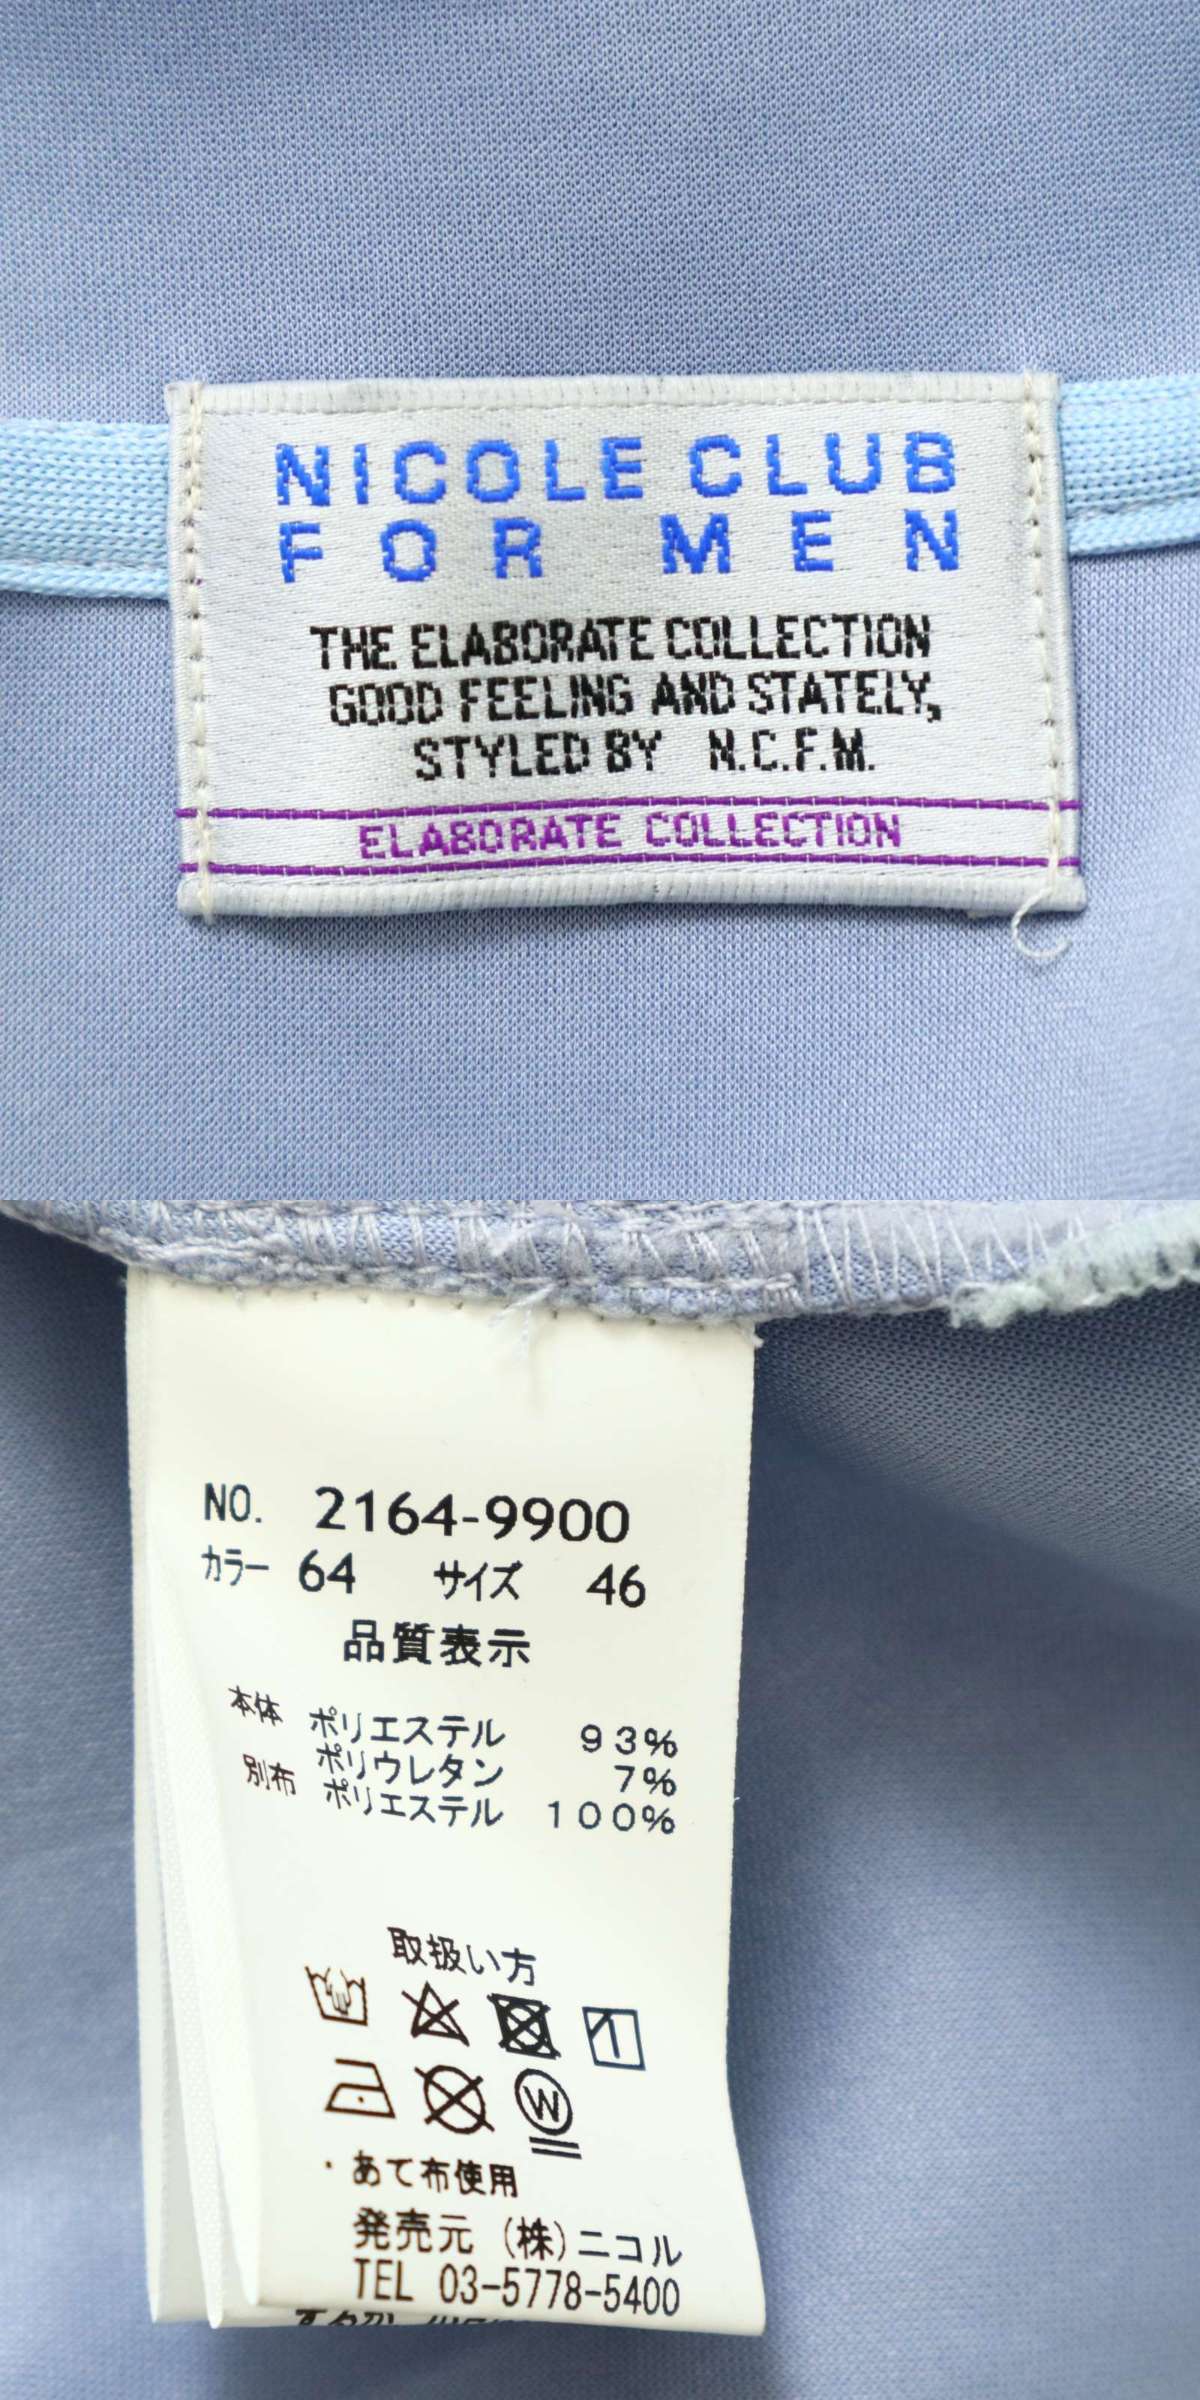 NICOLE CLUB
FOR MEN
THE ELABORATE COLLECTION
GOOD FEELING AND STATELY,
STYLED BY N.C.F.M.
ELABORATE COLLECTION
NO. 2164-9900
カラー 64 サイズ 46
品質表示
本体 ポリエステル 93%
ポリウレタン 7%
別布 ポリエステル 100%
取扱い方
1
W
・あて布使用
発売元 (株)ニコル
TEL 03-5778-5400